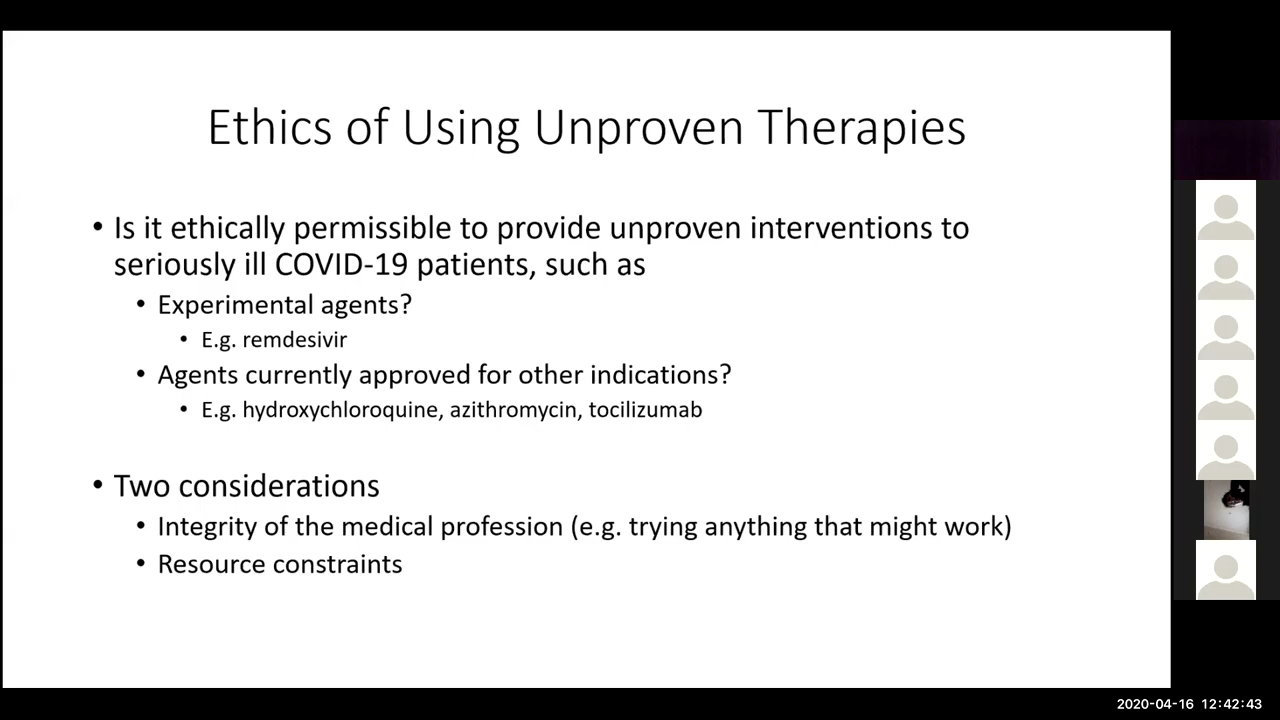 Ethics of Using Unproven Therapies
• Is it ethically permissible to provide unproven interventions to
seriously ill COVID-19 patients, such as
• Experimental agents?
• E.g. remdesivir
• Agents currently approved for other indications?
• E.g. hydroxychloroquine, azithromycin, tocilizumab
• Two considerations
• Integrity of the medical profession (e.g. trying anything that might work)
• Resource constraints
2020-04-16 12:42:43